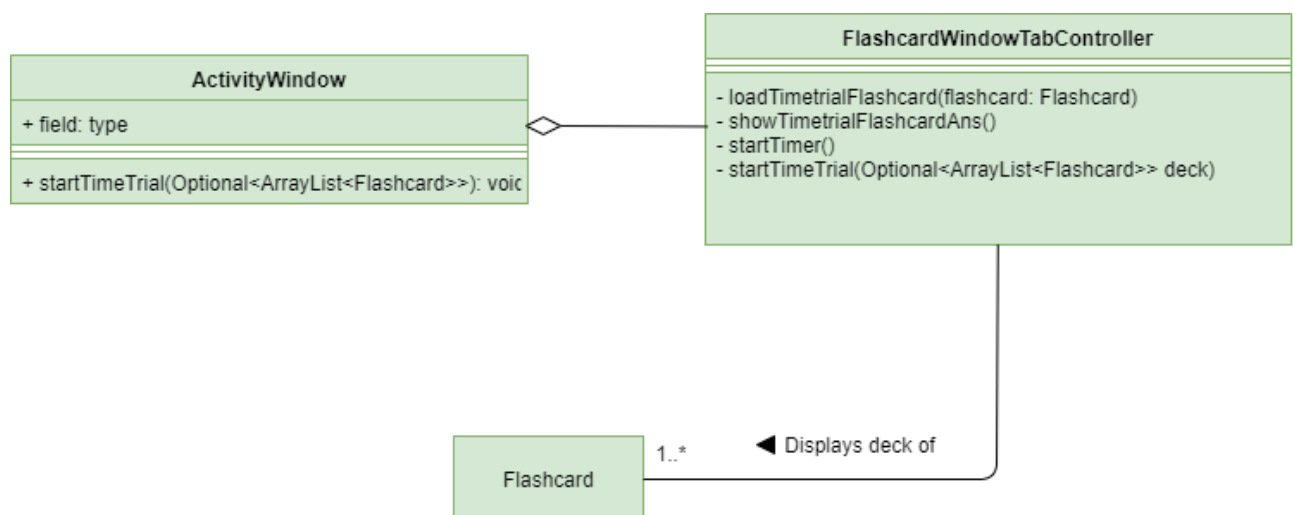 ActivityWindow
+ field: type
+ startTimeTrial(Optional<ArrayList<Flashcard>>): void
FlashcardWindowTabController
- loadTimetrialFlashcard(flashcard: Flashcard)
- showTimetrialFlashcardAns()
- startTimer()
- startTimeTrial(Optional<ArrayList<Flashcard>> deck)
1..*
Displays deck of
Flashcard